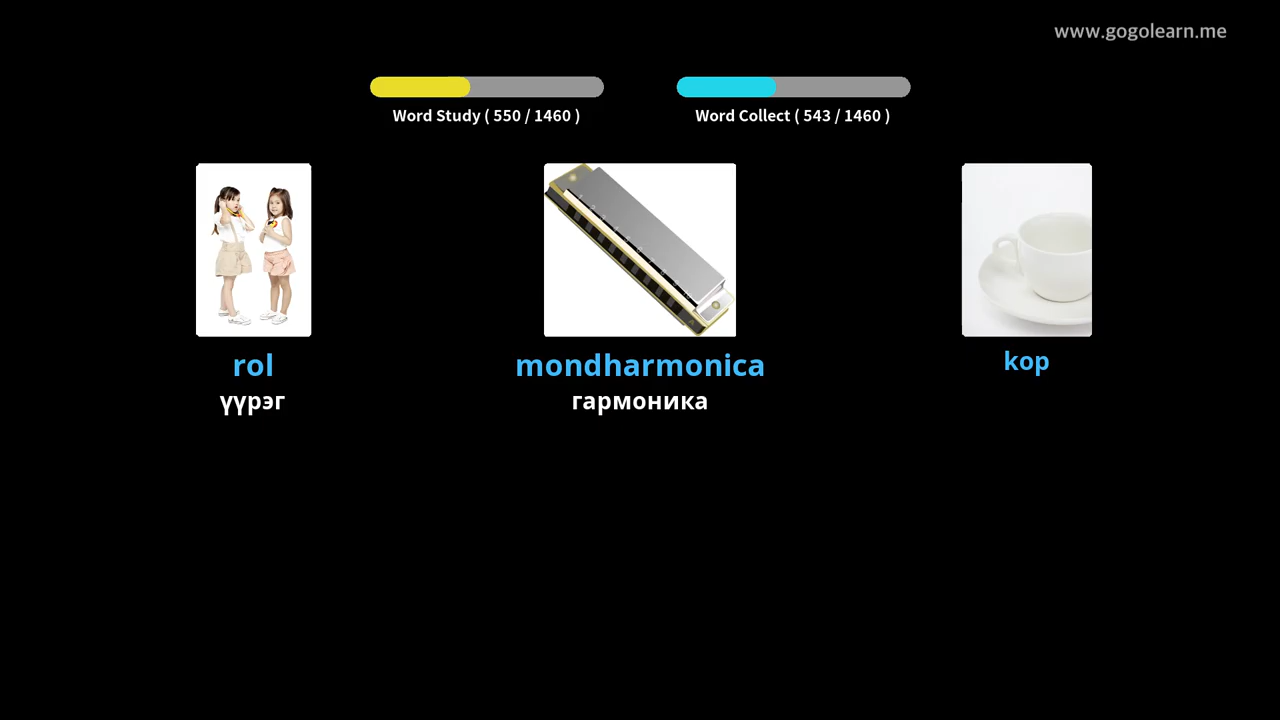 www.gogolearn.me
Word Study ( 550 / 1460 )
Word Collect ( 543 / 1460 )
rol
үүрэг
mondharmonica
гармоника
kop